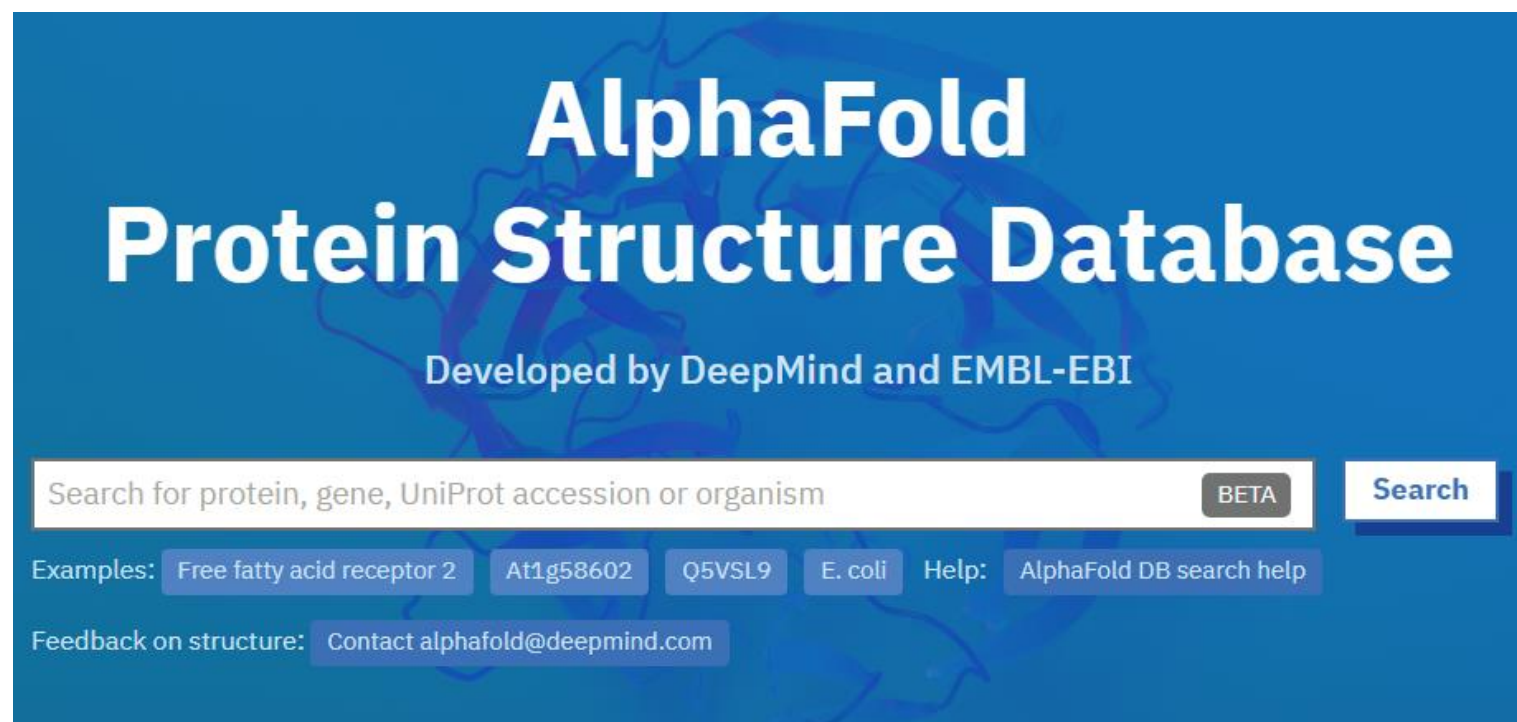 AlphaFold
Protein Structure Database
Developed by DeepMind and EMBL-EBI
Search for protein, gene, UniProt accession or organism BETA Search
Examples: Free fatty acid receptor 2 At1g58602 Q5VSL9 E. coli Help: AlphaFold DB search help
Feedback on structure: Contact alphafold@deepmind.com